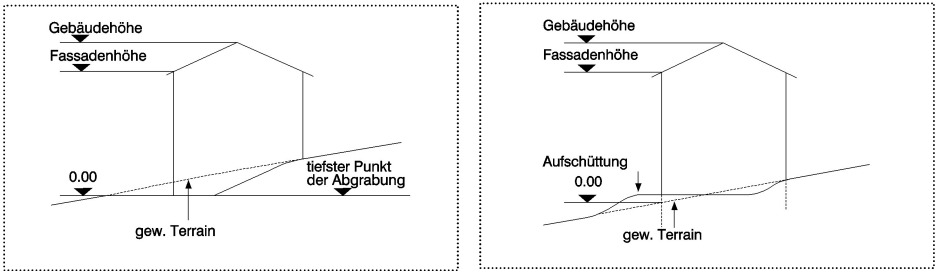 Gebäudehöhe
Fassadenhöhe
0.00
tiefster Punkt
der Abgrabung
gew. Terrain
Gebäudehöhe
Fassadenhöhe
Aufschüttung
0.00
gew. Terrain